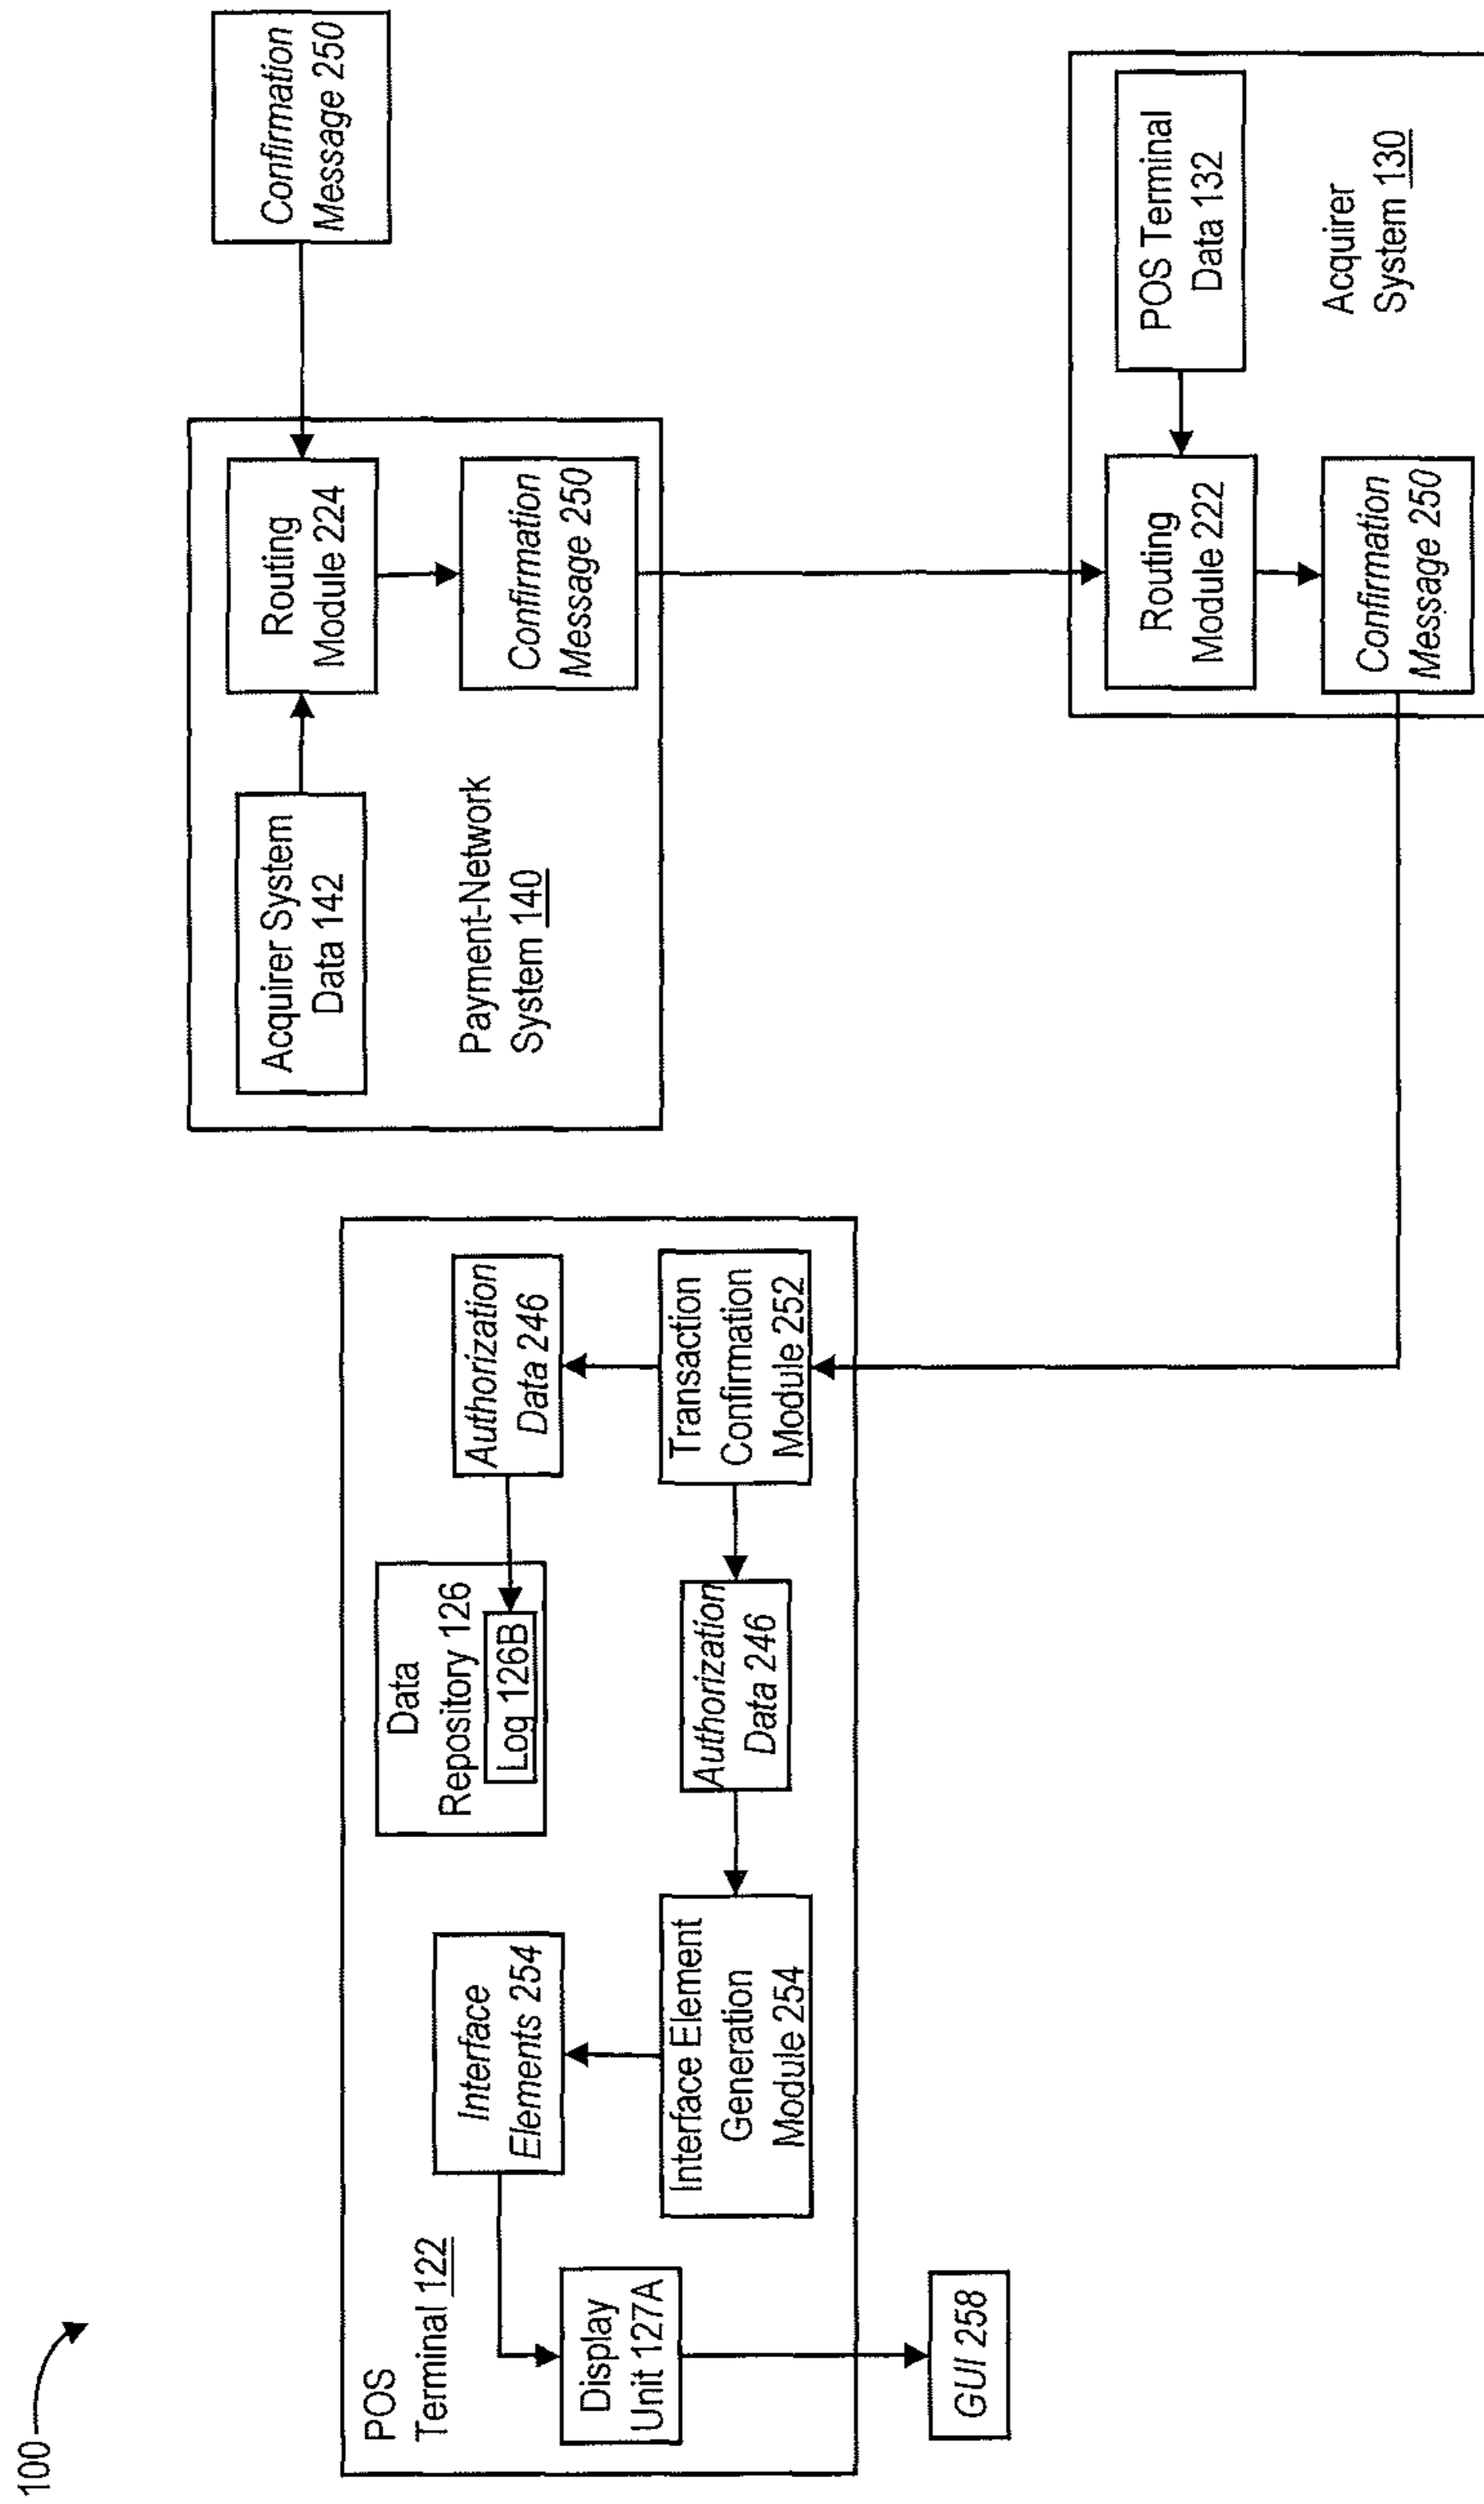 100
POS
Terminal 122
Display
Unit 127A
GUI 258
Interface
Elements 254
Interface Element
Generation
Module 254
Data
Repository 126
Log 126B
Authorization
Data 246
Authorization
Data 246
Transaction
Confirmation
Module 252
Acquirer System
Data 142
Payment-Network
System 140
Routing
Module 224
Confirmation
Message 250
Confirmation
Message 250
Routing
Module 222
Confirmation
Message 250
POS Terminal
Data 132
Acquirer
System 130